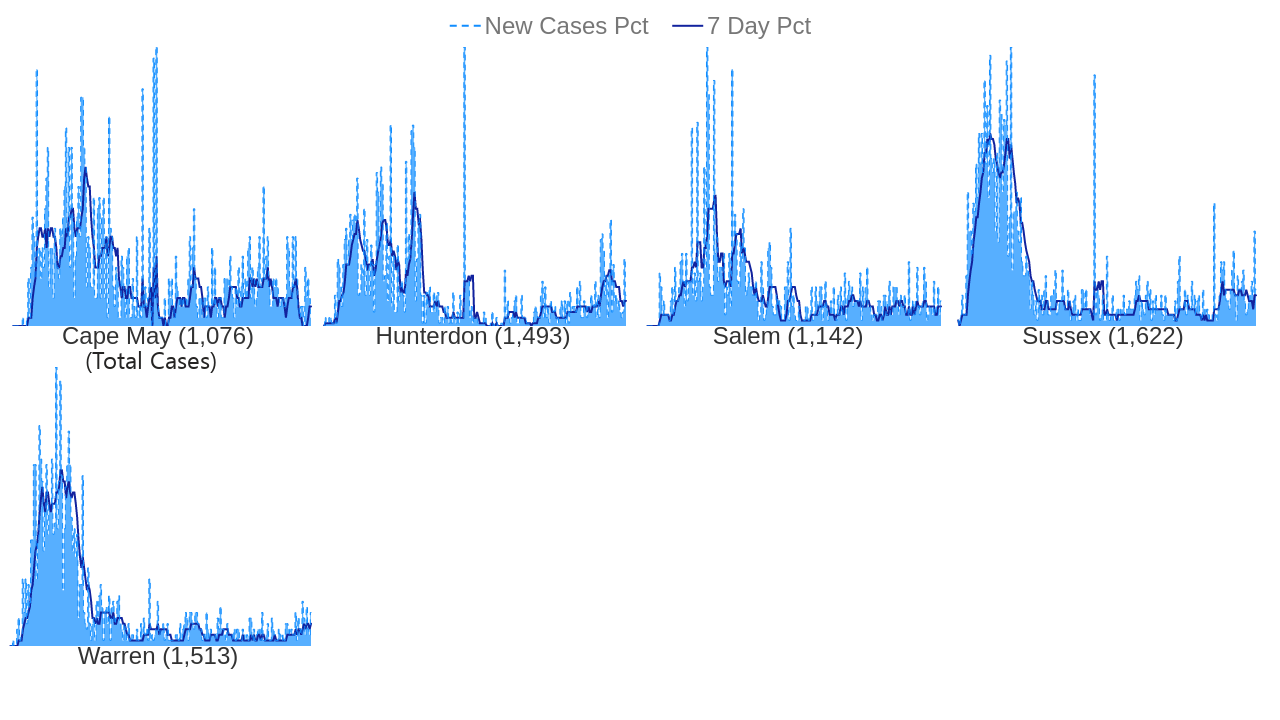 New Cases Pct 7 Day Pct
Cape May (1,076) Hunterdon (1,493) Salem (1,142) Sussex (1,622)
(Total Cases)
Warren (1,513)